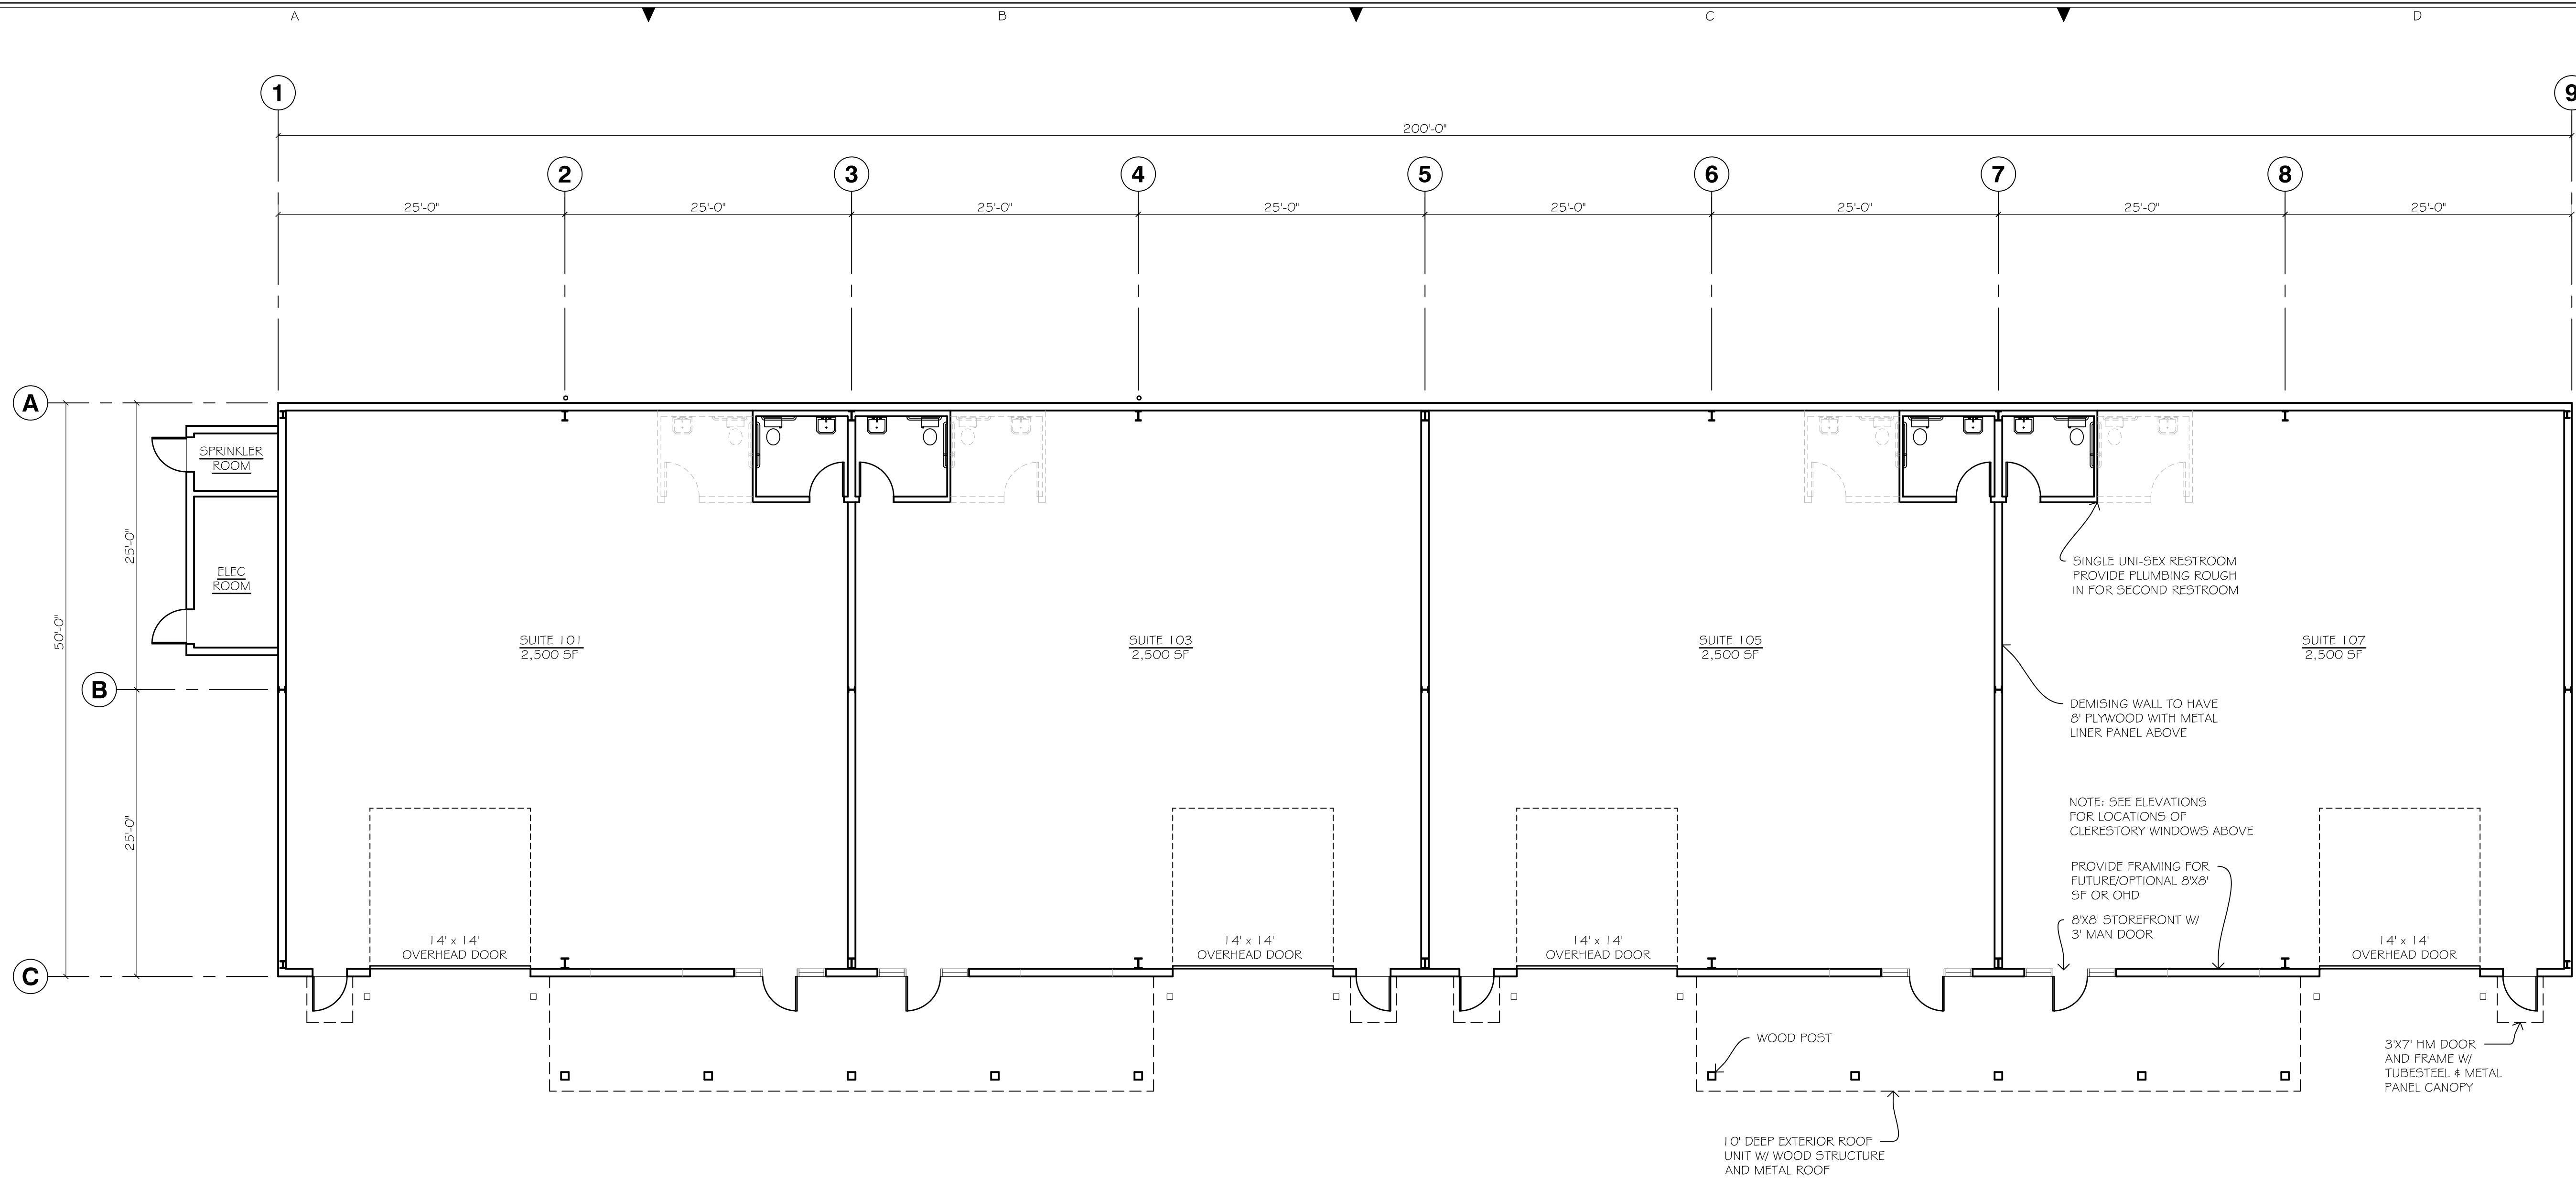 A B C D
1 9
200'-0"
2 3 4 5 6 7 8
25'-0" 25'-0" 25'-0" 25'-0" 25'-0" 25'-0" 25'-0" 25'-0"
A
SPRINKLER
ROOM
25'-0"
ELEC
ROOM
50'-0"
SINGLE UNI-SEX RESTROOM
PROVIDE PLUMBING ROUGH
IN FOR SECOND RESTROOM
SUITE 101
2,500 SF
SUITE 103
2,500 SF
SUITE 105
2,500 SF
SUITE 107
2,500 SF
B
DEMISING WALL TO HAVE
8' PLYWOOD WITH METAL
LINER PANEL ABOVE
25'-0"
NOTE: SEE ELEVATIONS
FOR LOCATIONS OF
CLERESTORY WINDOWS ABOVE
PROVIDE FRAMING FOR
FUTURE/OPTIONAL 8'X8'
SF OR OHD
8'X8' STOREFRONT W/
3' MAN DOOR
14' x 14'
OVERHEAD DOOR
14' x 14'
OVERHEAD DOOR
14' x 14'
OVERHEAD DOOR
14' x 14'
OVERHEAD DOOR
C
WOOD POST
3'X7' HM DOOR
AND FRAME W/
TUBESTEEL & METAL
PANEL CANOPY
10' DEEP EXTERIOR ROOF
UNIT W/ WOOD STRUCTURE
AND METAL ROOF